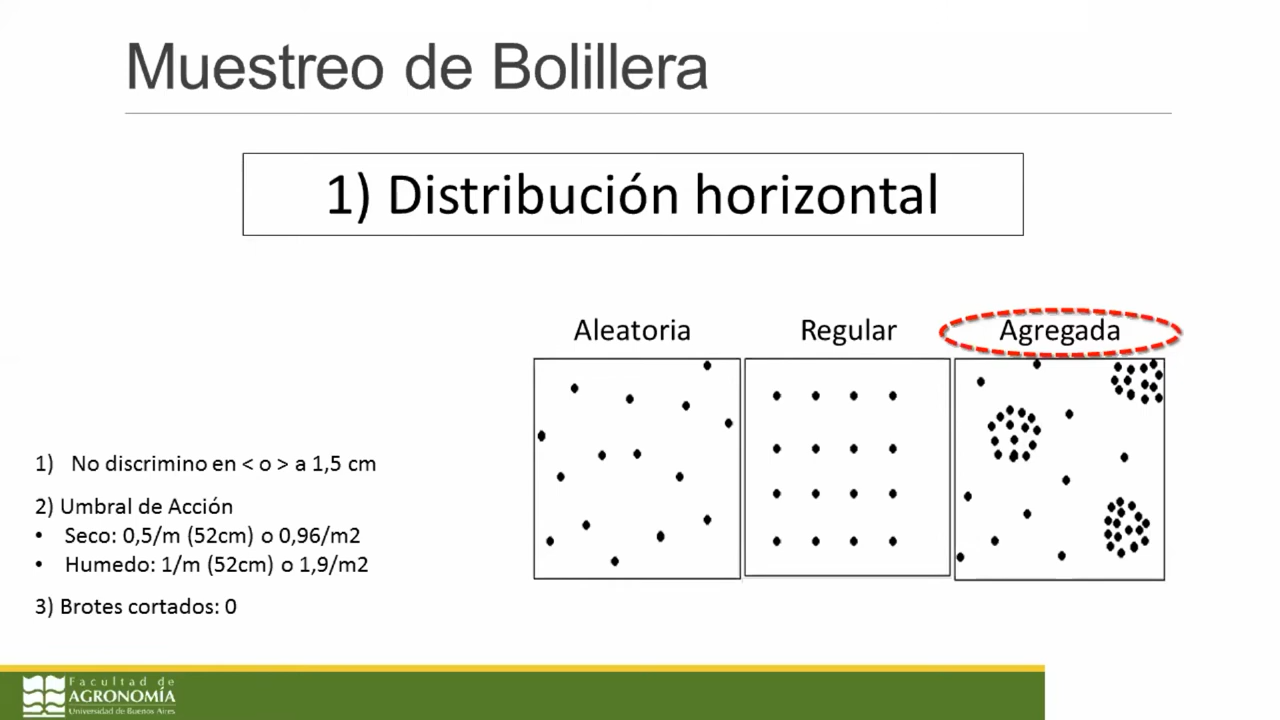 Muestreo de Bolillera
1) Distribución horizontal
Aleatoria
Regular
Agregada
1) No discrimino en < o > a 1,5 cm
2) Umbral de Acción
• Seco: 0,5/m (52cm) o 0,96/m2
• Humedo: 1/m (52cm) o 1,9/m2
3) Brotes cortados: 0
Facultad de
AGRONOMÍA
Universidad de Buenos Aires